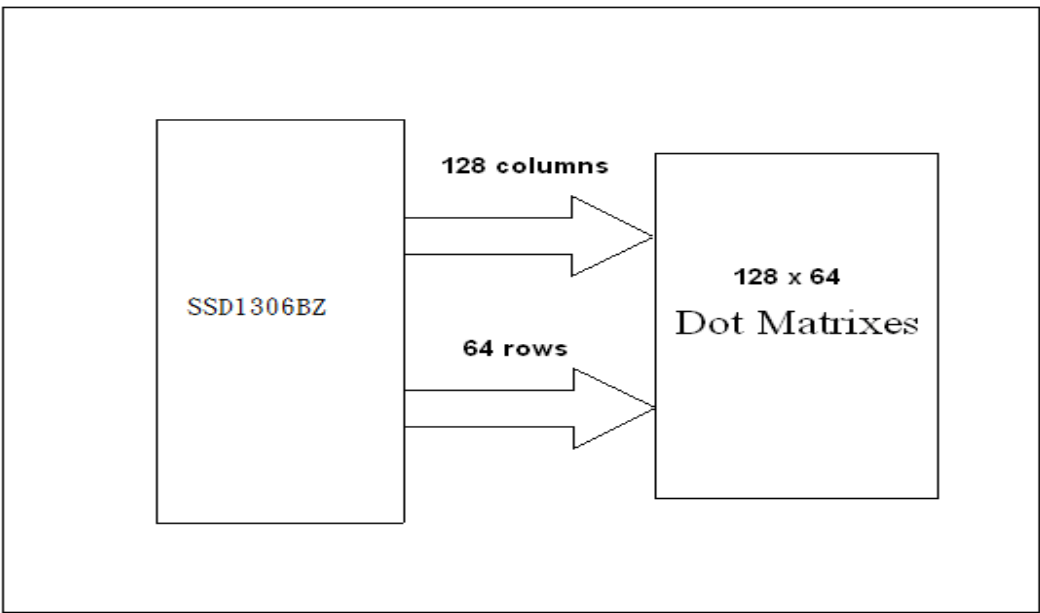 128 columns
SSD1306BZ
128 x 64
Dot Matrixes
64 rows